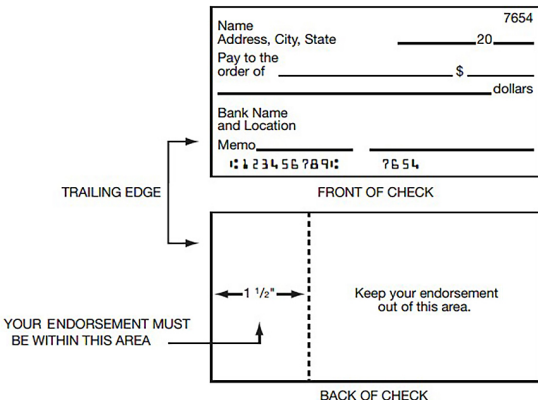 7654
Name
Address, City, State 20
Pay to the
order of $
dollars
Bank Name
and Location
Memo
⑆123456789⑆ 7654
TRAILING EDGE
FRONT OF CHECK
1 1/2"
Keep your endorsement
out of this area.
YOUR ENDORSEMENT MUST
BE WITHIN THIS AREA
BACK OF CHECK